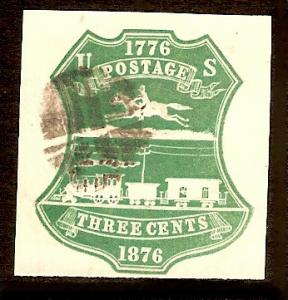 1776
U S
POSTAGE
THREE CENTS
1876